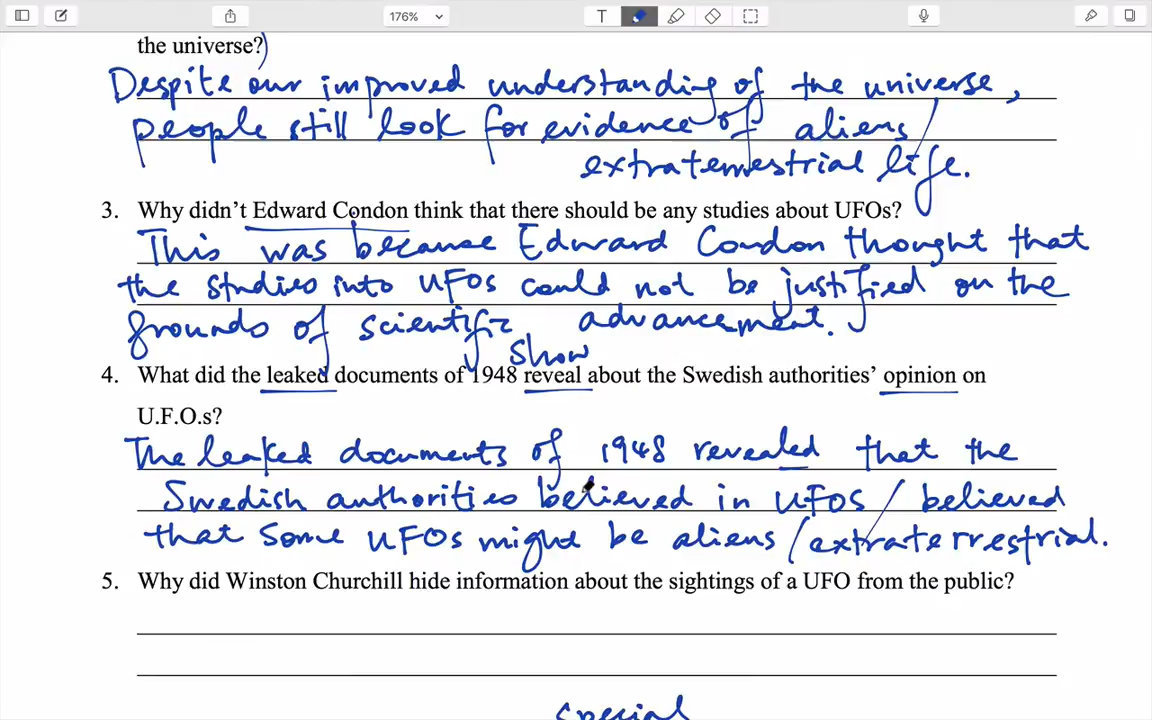 176%
the universe?)
Despite our improved understanding of the universe,
people still look for evidence of aliens /
extraterrestrial life.
3. Why didn't Edward Condon think that there should be any studies about UFOs?
This was because Edward Condon thought that
the studies into UFOs could not be justified on the
grounds of scientific advancement.
show
4. What did the leaked documents of 1948 reveal about the Swedish authorities' opinion on
U.F.O.s?
The leaked documents of 1948 revealed that the
Swedish authorities believed in UFOs / believed
that some UFOs might be aliens / extraterrestrial.
5. Why did Winston Churchill hide information about the sightings of a UFO from the public?
special